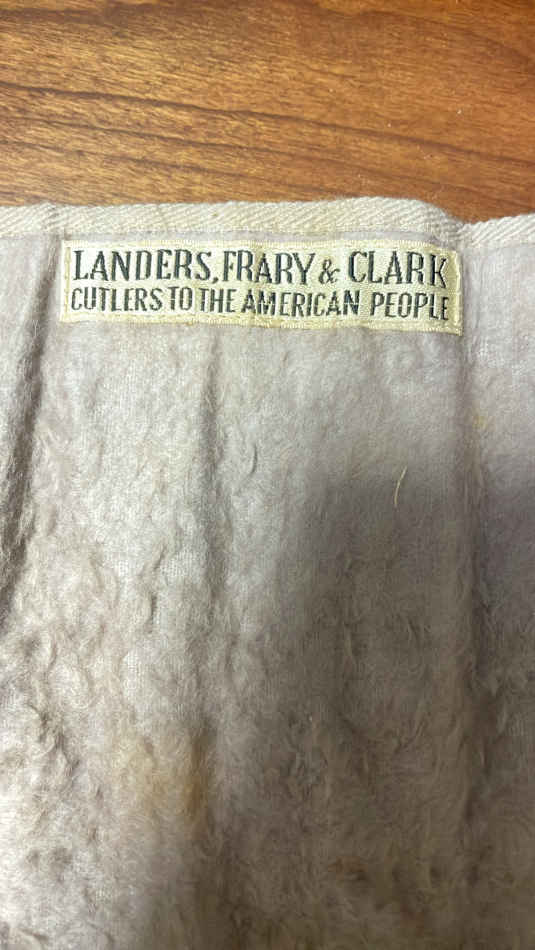 LANDERS, FRARY & CLARK
CUTLERS TO THE AMERICAN PEOPLE